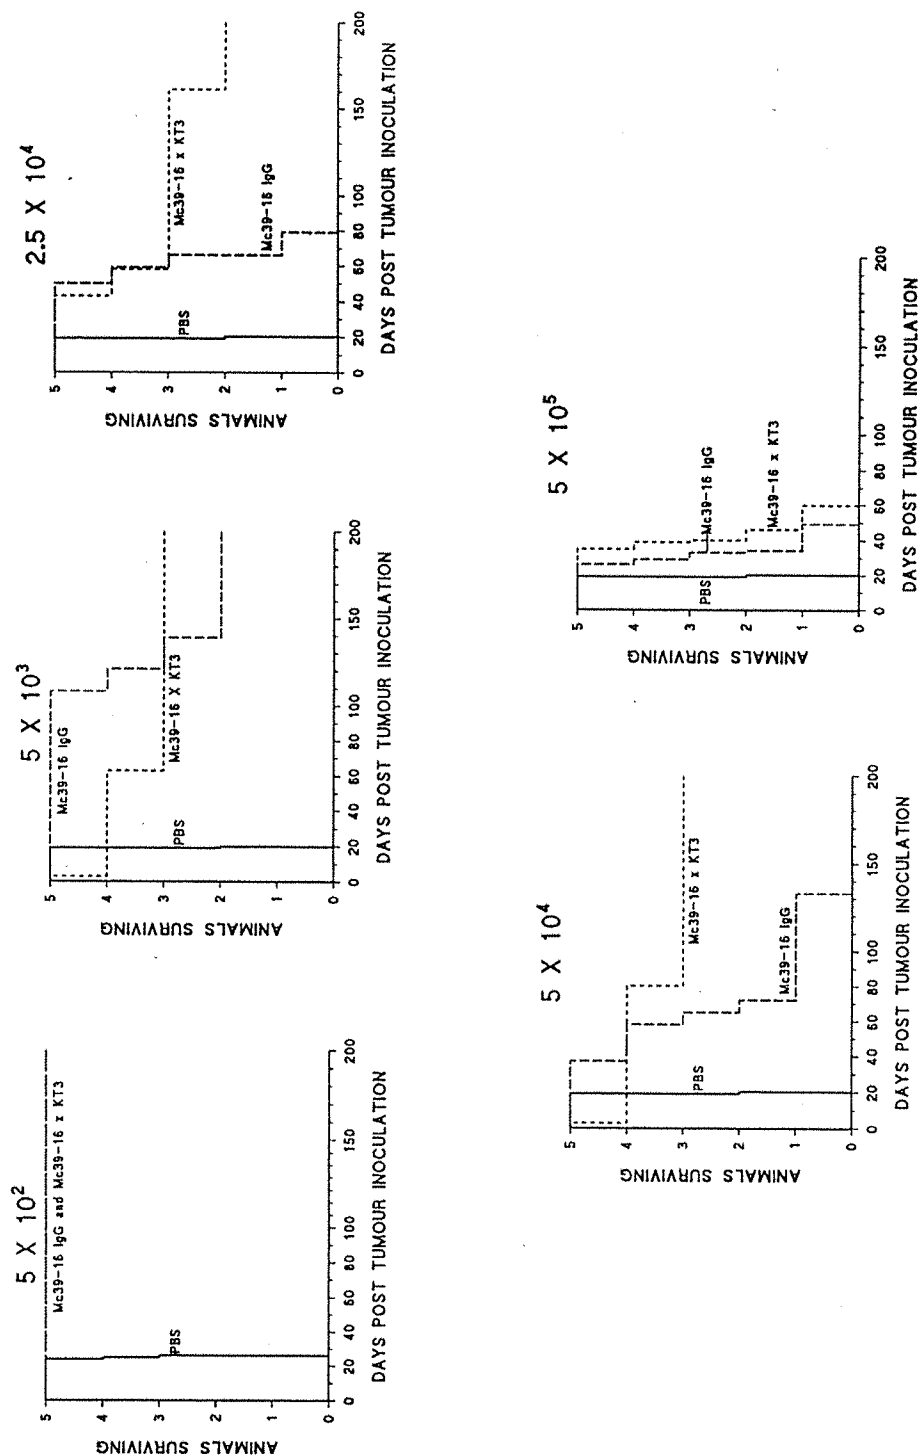 5 X 10²
Mc39-16 IgG and Mc39-16 x KT3
PBS
ANIMALS SURVIVING
5
4
3
2
1
0
0 20 40 60 80 100 150 200
DAYS POST TUMOUR INOCULATION
5 X 10³
Mc39-16 IgG
Mc39-16 X KT3
PBS
ANIMALS SURVIVING
5
4
3
2
1
0
0 20 40 60 80 100 150 200
DAYS POST TUMOUR INOCULATION
2.5 X 10⁴
Mc39-16 x KT3
Mc39-16 IgG
PBS
ANIMALS SURVIVING
5
4
3
2
1
0
0 20 40 60 80 100 150 200
DAYS POST TUMOUR INOCULATION
5 X 10⁴
Mc39-16 x KT3
Mc39-16 IgG
PBS
ANIMALS SURVIVING
5
4
3
2
1
0
0 20 40 60 80 100 150 200
DAYS POST TUMOUR INOCULATION
5 X 10⁵
Mc39-16 IgG
Mc39-16 x KT3
PBS
ANIMALS SURVIVING
5
4
3
2
1
0
0 20 40 60 80 100 150 200
DAYS POST TUMOUR INOCULATION